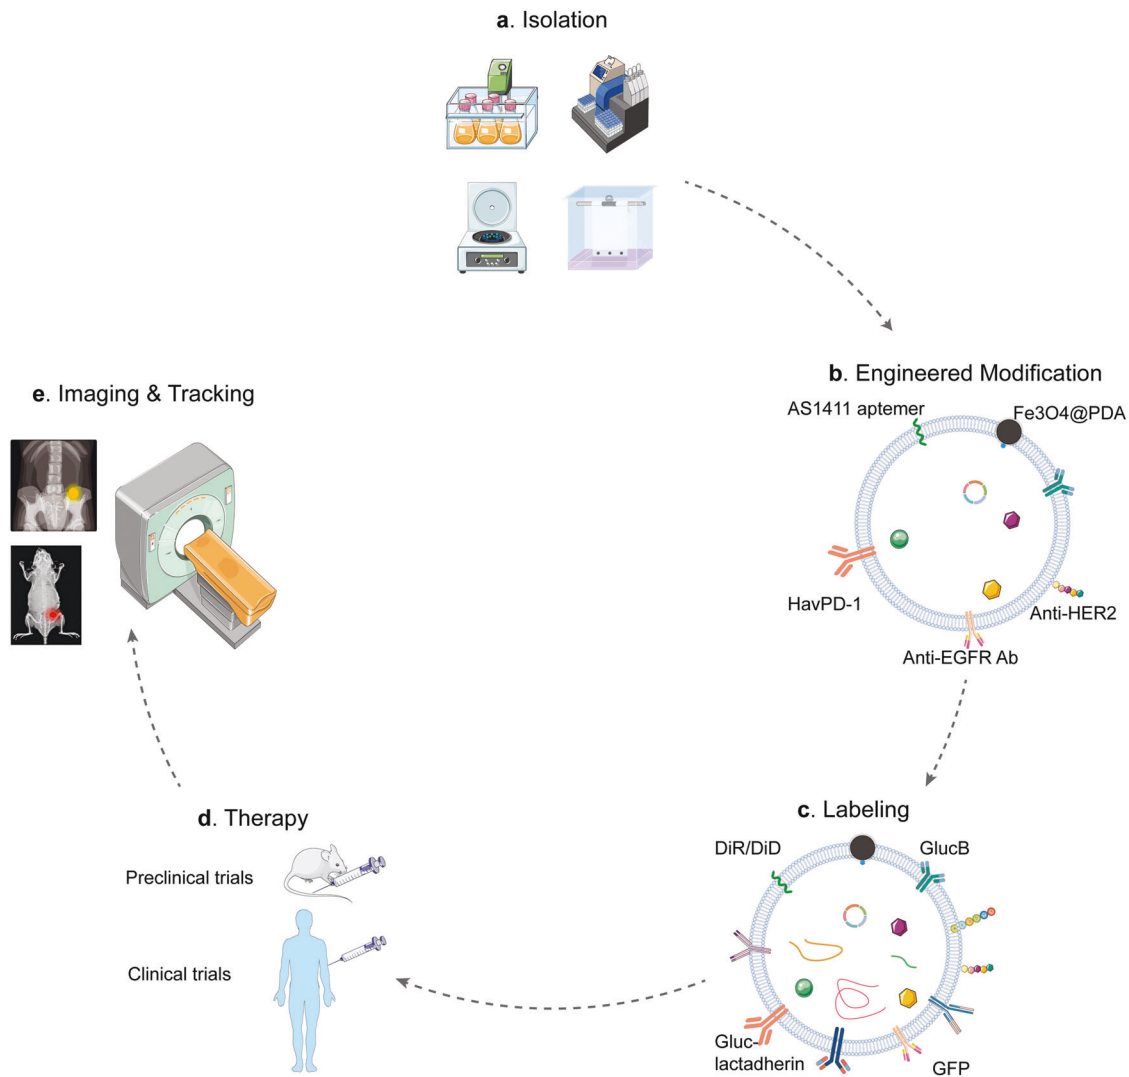 a. Isolation
b. Engineered Modification
AS1411 aptemer
Fe3O4@PDA
HavPD-1
Anti-HER2
Anti-EGFR Ab
c. Labeling
DiR/DiD
GlucB
Gluc-
lactadherin
GFP
d. Therapy
Preclinical trials
Clinical trials
e. Imaging & Tracking